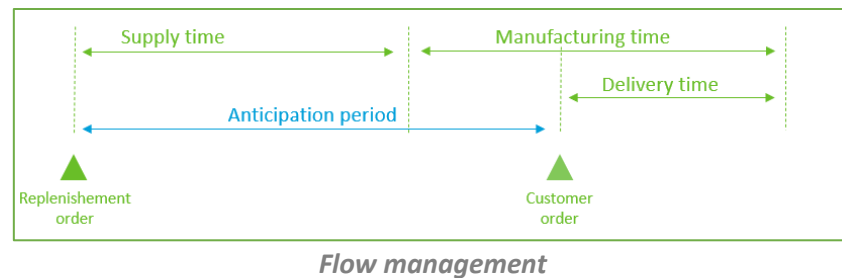 Supply time
Manufacturing time
Delivery time
Anticipation period
Replenishement
order
Customer
order
Flow management